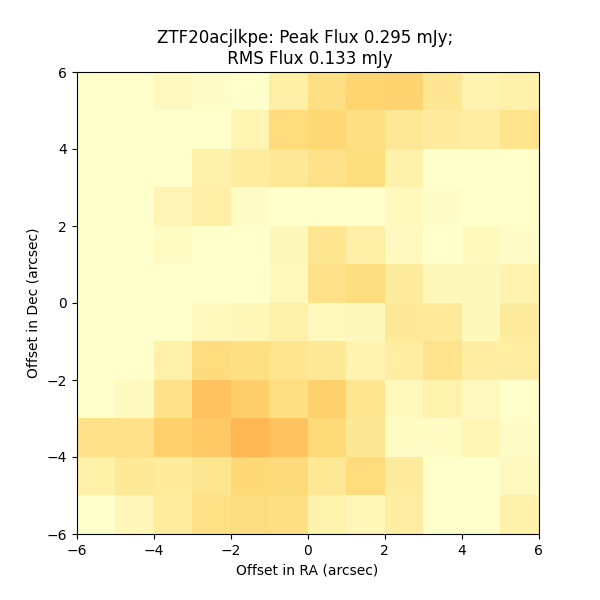 ZTF20acjlkpe: Peak Flux 0.295 mJy;
RMS Flux 0.133 mJy
6
4
2
0
−2
−4
−6
Offset in Dec (arcsec)
−6 −4 −2 0 2 4 6
Offset in RA (arcsec)